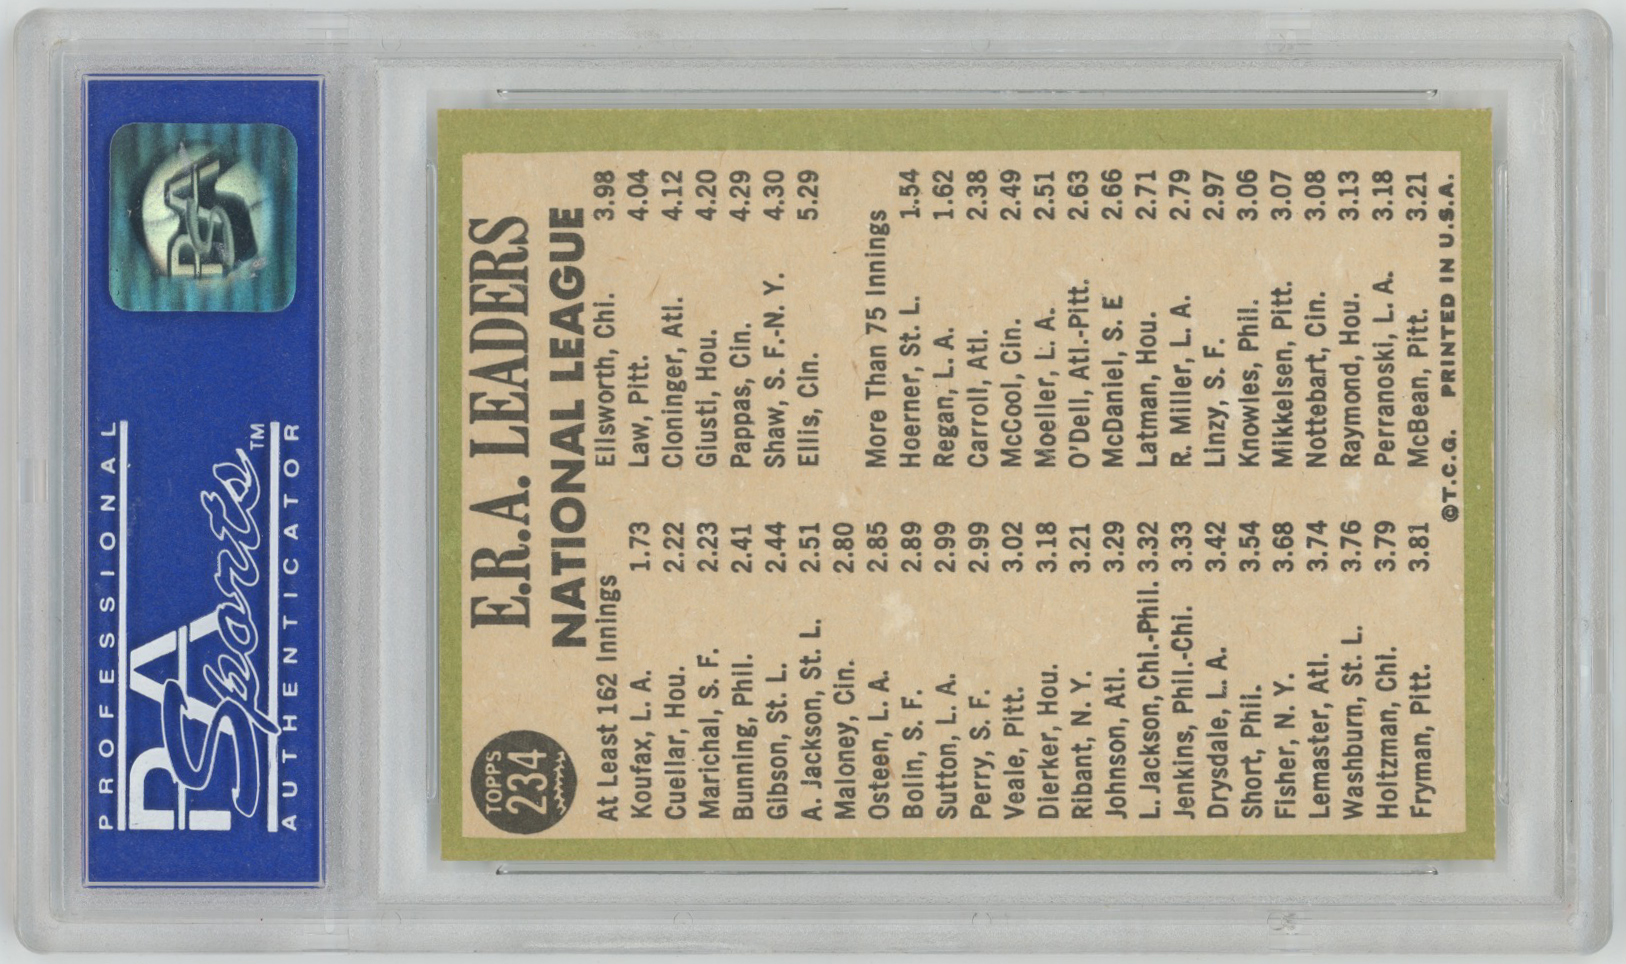 PROFESSIONAL
PSA
Sports™
AUTHENTICATOR
PSA
TOPPS
234
E.R.A. LEADERS
NATIONAL LEAGUE
At Least 162 Innings
Koufax, L. A. 1.73
Cuellar, Hou. 2.22
Marichal, S. F. 2.23
Bunning, Phil. 2.41
Gibson, St. L. 2.44
A. Jackson, St. L. 2.51
Maloney, Cin. 2.80
Osteen, L. A. 2.85
Bolin, S. F. 2.89
Sutton, L. A. 2.99
Perry, S. F. 2.99
Veale, Pitt. 3.02
Dierker, Hou. 3.18
Ribant, N. Y. 3.21
Johnson, Atl. 3.29
L. Jackson, Chi.-Phil. 3.32
Jenkins, Phil.-Chi. 3.33
Drysdale, L. A. 3.42
Short, Phil. 3.54
Fisher, N. Y. 3.68
Lemaster, Atl. 3.74
Washburn, St. L. 3.76
Holtzman, Chi. 3.79
Fryman, Pitt. 3.81
Ellsworth, Chi. 3.98
Law, Pitt. 4.04
Cloninger, Atl. 4.12
Giusti, Hou. 4.20
Pappas, Cin. 4.29
Shaw, S. F.-N. Y. 4.30
Ellis, Cin. 5.29
More Than 75 Innings
Hoerner, St. L. 1.54
Regan, L. A. 1.62
Carroll, Atl. 2.38
McCool, Cin. 2.49
Moeller, L. A. 2.51
O'Dell, Atl.-Pitt. 2.63
McDaniel, S. F 2.66
Latman, Hou. 2.71
R. Miller, L. A. 2.79
Linzy, S. F. 2.97
Knowles, Phil. 3.06
Mikkelsen, Pitt. 3.07
Nottebart, Cin. 3.08
Raymond, Hou. 3.13
Perranoski, L. A. 3.18
McBean, Pitt. 3.21
©T.C.G. PRINTED IN U.S.A.